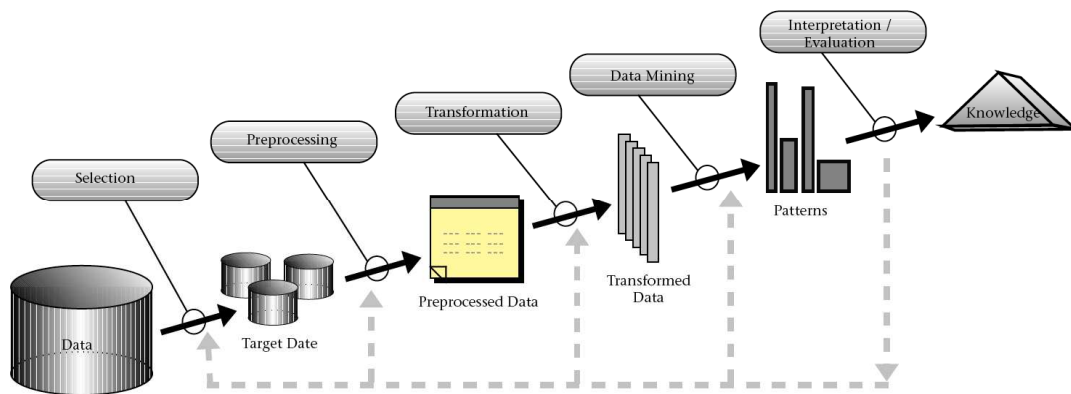 Interpretation /
Evaluation
Data Mining
Transformation
Preprocessing
Selection
Data
Target Date
Preprocessed Data
Transformed
Data
Patterns
Knowledge